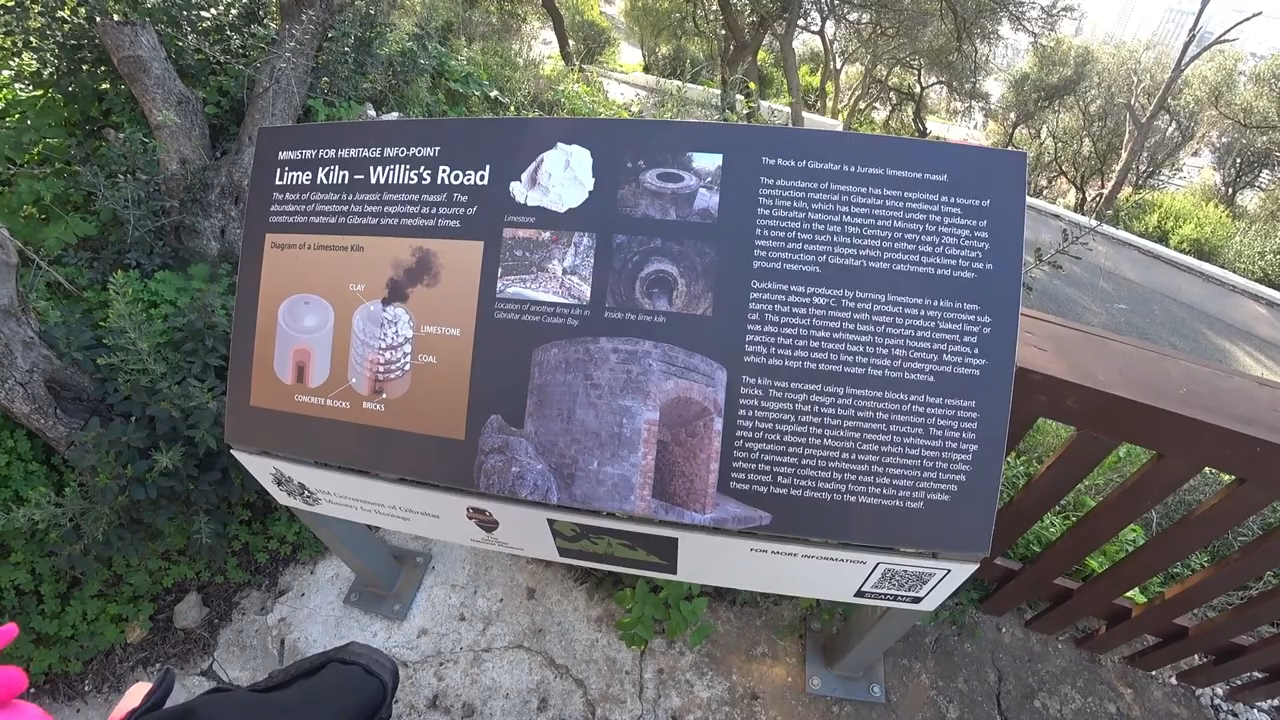 MINISTRY FOR HERITAGE INFO-POINT
Lime Kiln – Willis's Road
The Rock of Gibraltar is a Jurassic limestone massif. The
abundance of limestone has been exploited as a source of
construction material in Gibraltar since medieval times.
Diagram of a Limestone Kiln
CLAY
LIMESTONE
COAL
CONCRETE BLOCKS
BRICKS
Limestone
Location of another lime kiln in
Gibraltar above Catalan Bay.
Inside the lime kiln
The Rock of Gibraltar is a Jurassic limestone massif.
The abundance of limestone has been exploited as a source of
construction material in Gibraltar since medieval times.
This lime kiln, which has been restored under the guidance of
the Gibraltar National Museum and Ministry for Heritage, was
constructed in the late 19th Century or very early 20th Century.
It is one of two such kilns located on either side of Gibraltar's
western and eastern slopes which produced quicklime for use in
the construction of Gibraltar's water catchments and under-
ground reservoirs.
Quicklime was produced by burning limestone in a kiln in tem-
peratures above 900°C. The end product was a very corrosive sub-
stance that was then mixed with water to produce 'slaked lime' or
cal. This product formed the basis of mortars and cement, and
was also used to make whitewash to paint houses and patios, a
practice that can be traced back to the 14th Century. More impor-
tantly, it was also used to line the inside of underground cisterns
which also kept the stored water free from bacteria.
The kiln was encased using limestone blocks and heat resistant
bricks. The rough design and construction of the exterior stone-
work suggests that it was built with the intention of being used
as a temporary, rather than permanent, structure. The lime kiln
may have supplied the quicklime needed to whitewash the large
area of rock above the Moorish Castle which had been stripped
of vegetation and prepared as a water catchment for the collec-
tion of rainwater, and to whitewash the reservoirs and tunnels
where the water collected by the east side water catchments
was stored. Rail tracks leading from the kiln are still visible:
these may have led directly to the Waterworks itself.
HM Government of Gibraltar
Ministry for Heritage
The
Gibraltar
National Museum
FOR MORE INFORMATION
SCAN ME